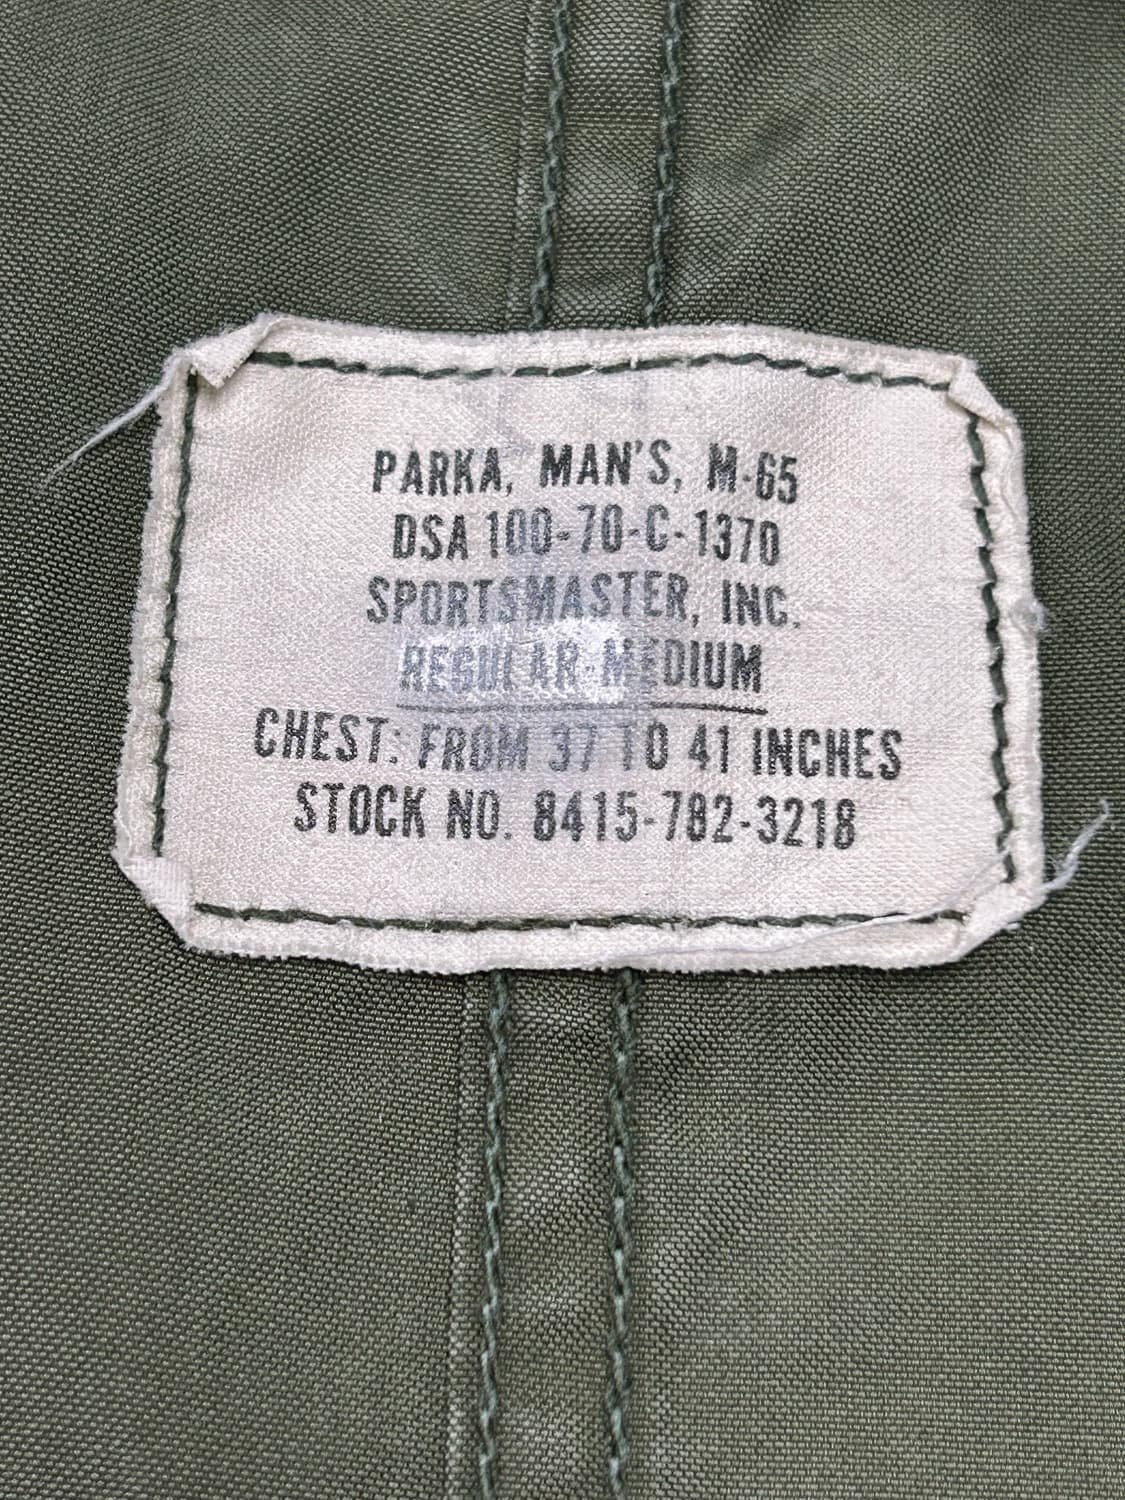 PARKA, MAN'S, M-65
DSA 100-70-C-1370
SPORTSMASTER, INC.
REGULAR-MEDIUM
CHEST: FROM 37 TO 41 INCHES
STOCK NO. 8415-782-3218